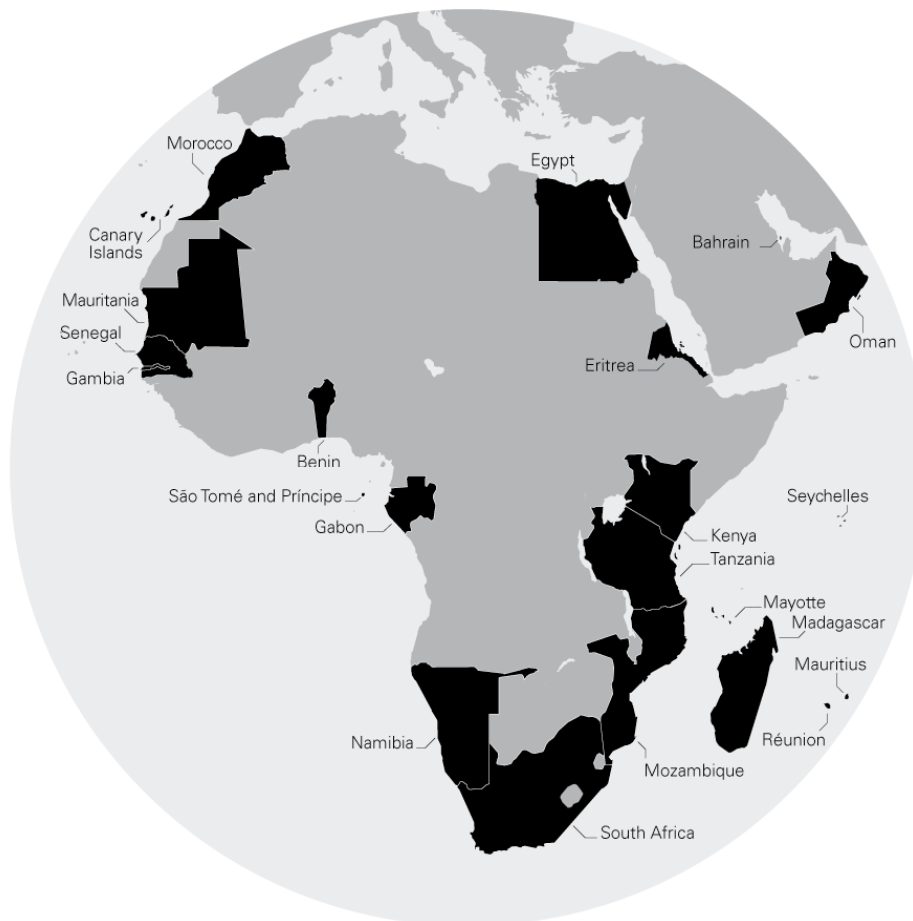 Morocco
Egypt
Canary
Islands
Bahrain
Mauritania
Senegal
Oman
Eritrea
Gambia
Benin
São Tomé and Príncipe
Seychelles
Gabon
Kenya
Tanzania
Mayotte
Madagascar
Mauritius
Namibia
Réunion
Mozambique
South Africa